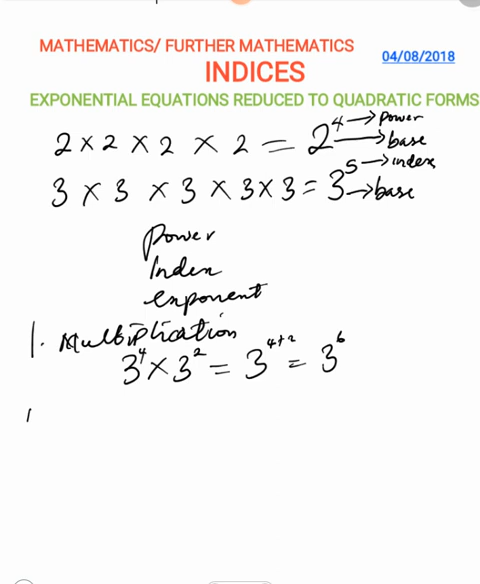 MATHEMATICS/ FURTHER MATHEMATICS
04/08/2018
INDICES
EXPONENTIAL EQUATIONS REDUCED TO QUADRATIC FORMS
2 × 2 × 2 × 2 = 2⁴ → power → base
3 × 3 × 3 × 3 × 3 = 3⁵ → index → base
Power
Index
exponent
1. Multiplication
3⁴ × 3² = 3⁴⁺² = 3⁶